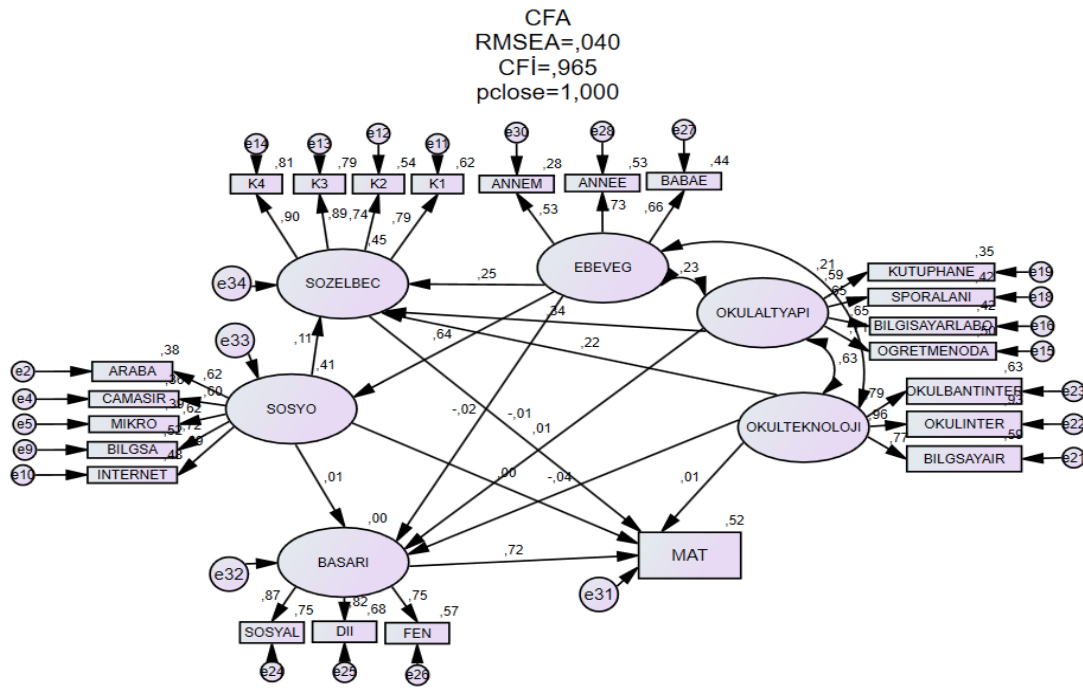 CFA
RMSEA=,040
CFİ=,965
pclose=1,000
e14 e13 e12 e11 e30 e28 e27
,81 ,79 ,54 ,62 ,28 ,53 ,44
K4 K3 K2 K1 ANNEM ANNEE BABAE
,90 ,89 ,74 ,79 ,53 ,73 ,66
,45
e34 SOZELBEC ,25 EBEVEG ,23 ,21 ,35
,59 KUTUPHANE e19
,42
,65 SPORALANI e18
,42
OKULALTYAPI ,65 BILGISAYARLABO e16
OGRETMENODA e15
,34 ,64 ,22 ,63
,11 e33 ,41
,38
e2 ARABA ,62
,36
e4 CAMASIR ,60
,39
e5 MIKRO ,62
,52 ,72
e9 BILGSA
,48
e10 INTERNET
SOSYO
,63
,79 OKULBANTINTER e23
,93
OKULTEKNOLOJI ,96 OKULINTER e22
,59
,77 BILGSAYAIR e21
-,02 -,01 ,01
,01 ,00 -,04 ,01
,00 ,52
e32 BASARI ,72 MAT
e31
,87 ,82 ,75
,75 ,68 ,57
SOSYAL DII FEN
e24 e25 e26